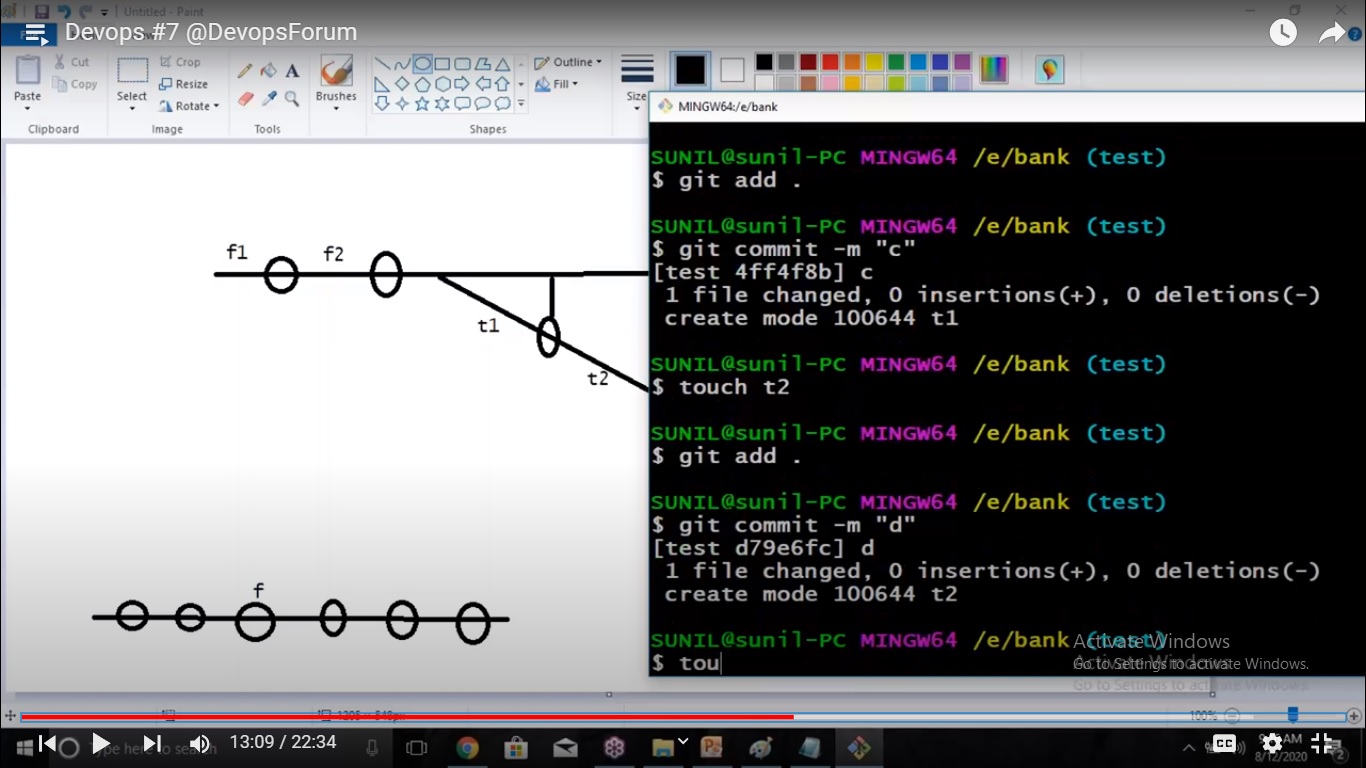 Untitled - Paint
Devops #7 @DevopsForum
Paste
Cut
Copy
Clipboard
Select
Crop
Resize
Rotate
Image
A
Tools
Brushes
Outline
Fill
Shapes
Size
MINGW64:/e/bank
SUNIL@sunil-PC MINGW64 /e/bank (test)
$ git add .
SUNIL@sunil-PC MINGW64 /e/bank (test)
$ git commit -m "c"
[test 4ff4f8b] c
1 file changed, 0 insertions(+), 0 deletions(-)
create mode 100644 t1
SUNIL@sunil-PC MINGW64 /e/bank (test)
$ touch t2
SUNIL@sunil-PC MINGW64 /e/bank (test)
$ git add .
SUNIL@sunil-PC MINGW64 /e/bank (test)
$ git commit -m "d"
[test d79e6fc] d
1 file changed, 0 insertions(+), 0 deletions(-)
create mode 100644 t2
SUNIL@sunil-PC MINGW64 /e/bank (test)
$ tou
f1
f2
t1
t2
f
Activate Windows
Go to Settings to activate Windows.
100%
Type here to search
13:09 / 22:34
CC
AM
8/12/2020
2